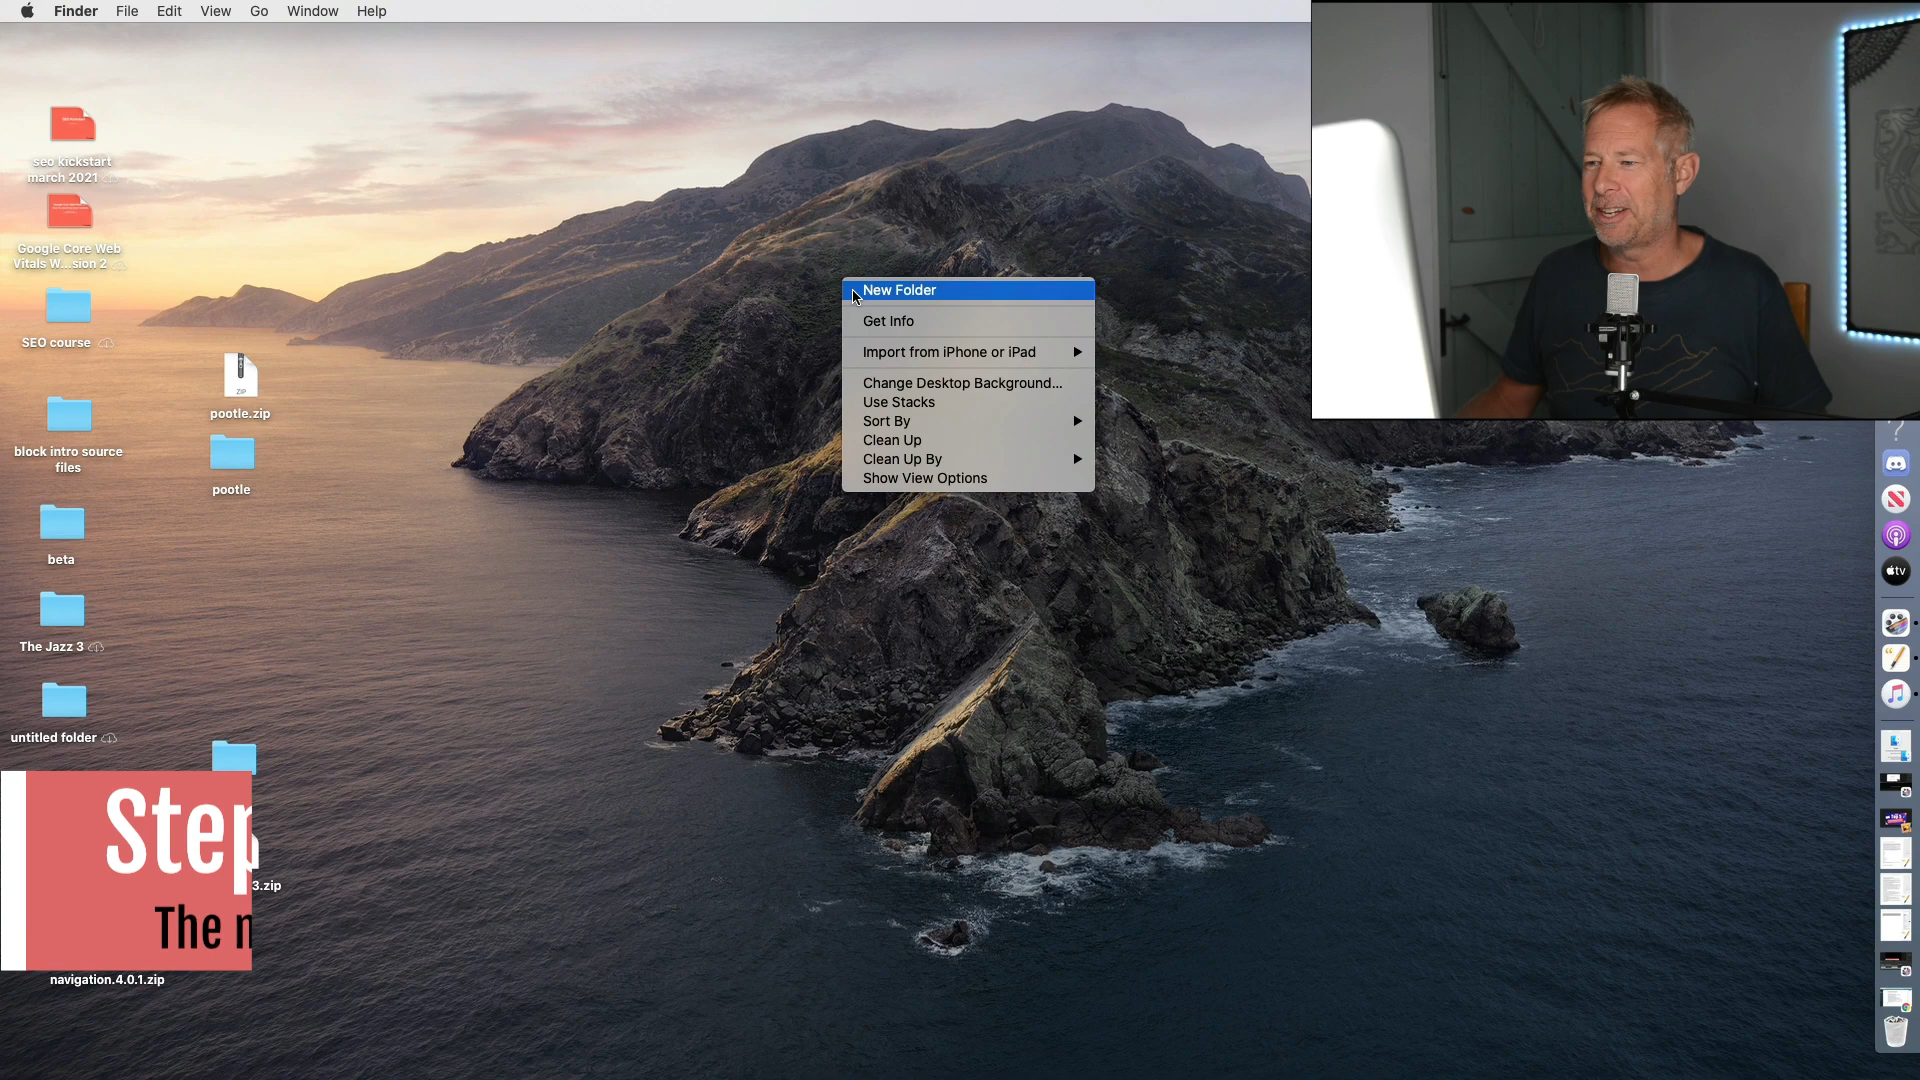 Finder File Edit View Go Window Help
seo kickstart
march 2021
Google Core Web
Vitals W...sion 2
SEO course
block intro source
files
beta
The Jazz 3
untitled folder
ZIP
pootle.zip
pootle
3.zip
navigation.4.0.1.zip
New Folder
Get Info
Import from iPhone or iPad
Change Desktop Background...
Use Stacks
Sort By
Clean Up
Clean Up By
Show View Options
Step
The
tv